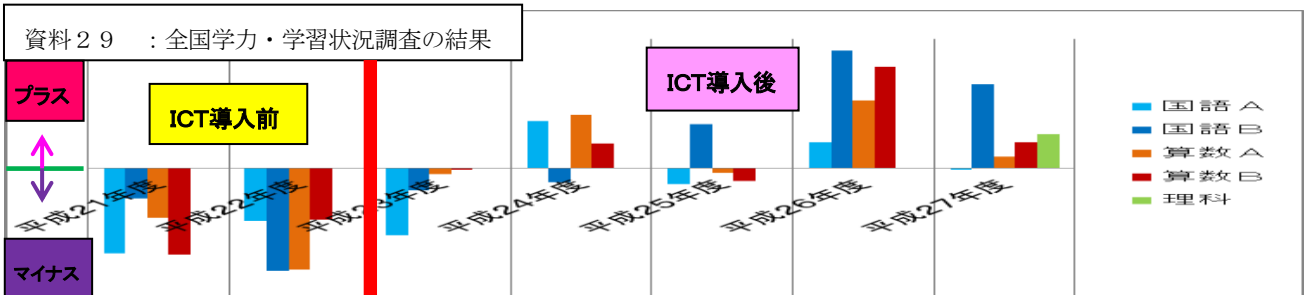 資料29 ：全国学力・学習状況調査の結果
プラス
マイナス
ICT導入前
ICT導入後
平成21年度
平成22年度
平成23年度
平成24年度
平成25年度
平成26年度
平成27年度
国語A
国語B
算数A
算数B
理科